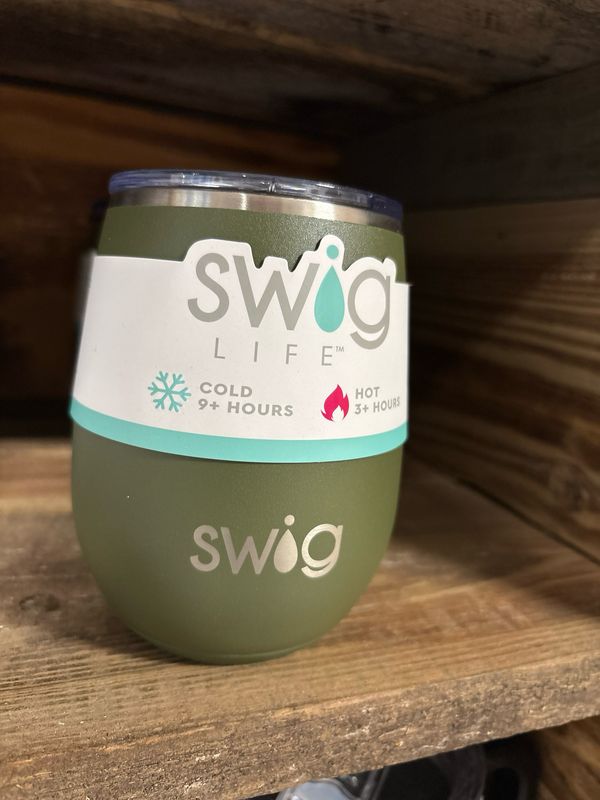 swig
LIFE™
COLD
9+ HOURS
HOT
3+ HOURS
swig